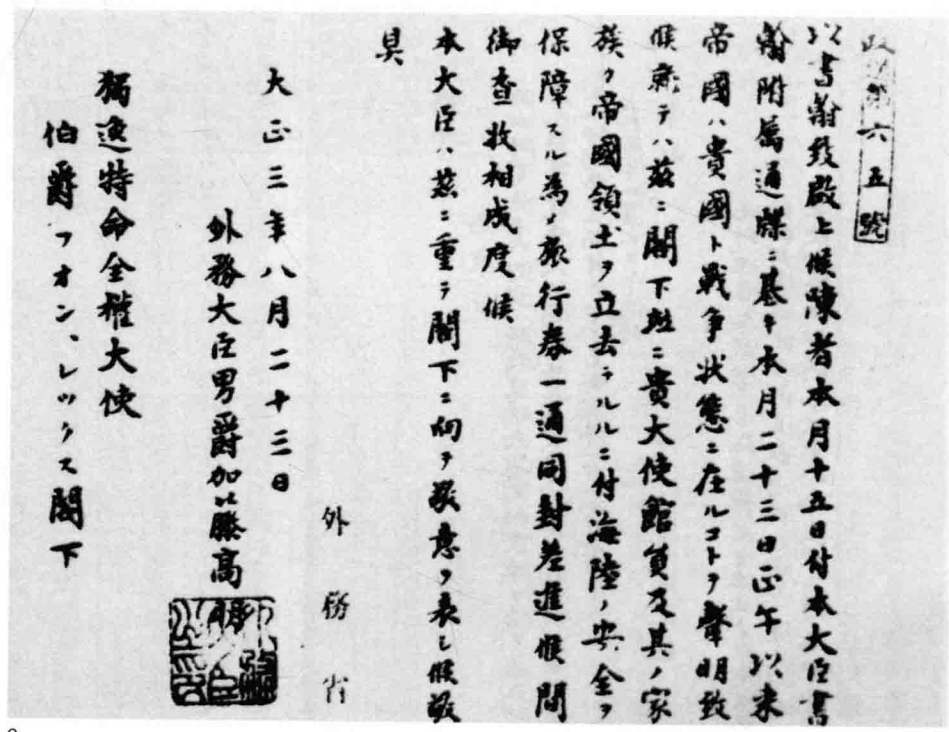 政第六五號
以書翰致啟上候陳者本月十五日付本大臣書
翰附屬通牒ニ基キ本月二十三日正午以来
帝國ハ貴國ト戦争状態ニ在ルコトヲ聲明致
候就テハ茲ニ閣下竝ニ貴大使館員及其ノ家
族ノ帝國領土ヲ立去ラルルニ付海陸ノ安全ヲ
保障スル為メ旅行券一通同封差進候間
御査收相成度候
本大臣ハ茲ニ重テ閣下ニ向テ敬意ヲ表シ候敬
具
大正三年八月二十三日
外務大臣男爵加藤高明
獨逸特命全權大使
伯爵フオン、レックス閣下
外務省